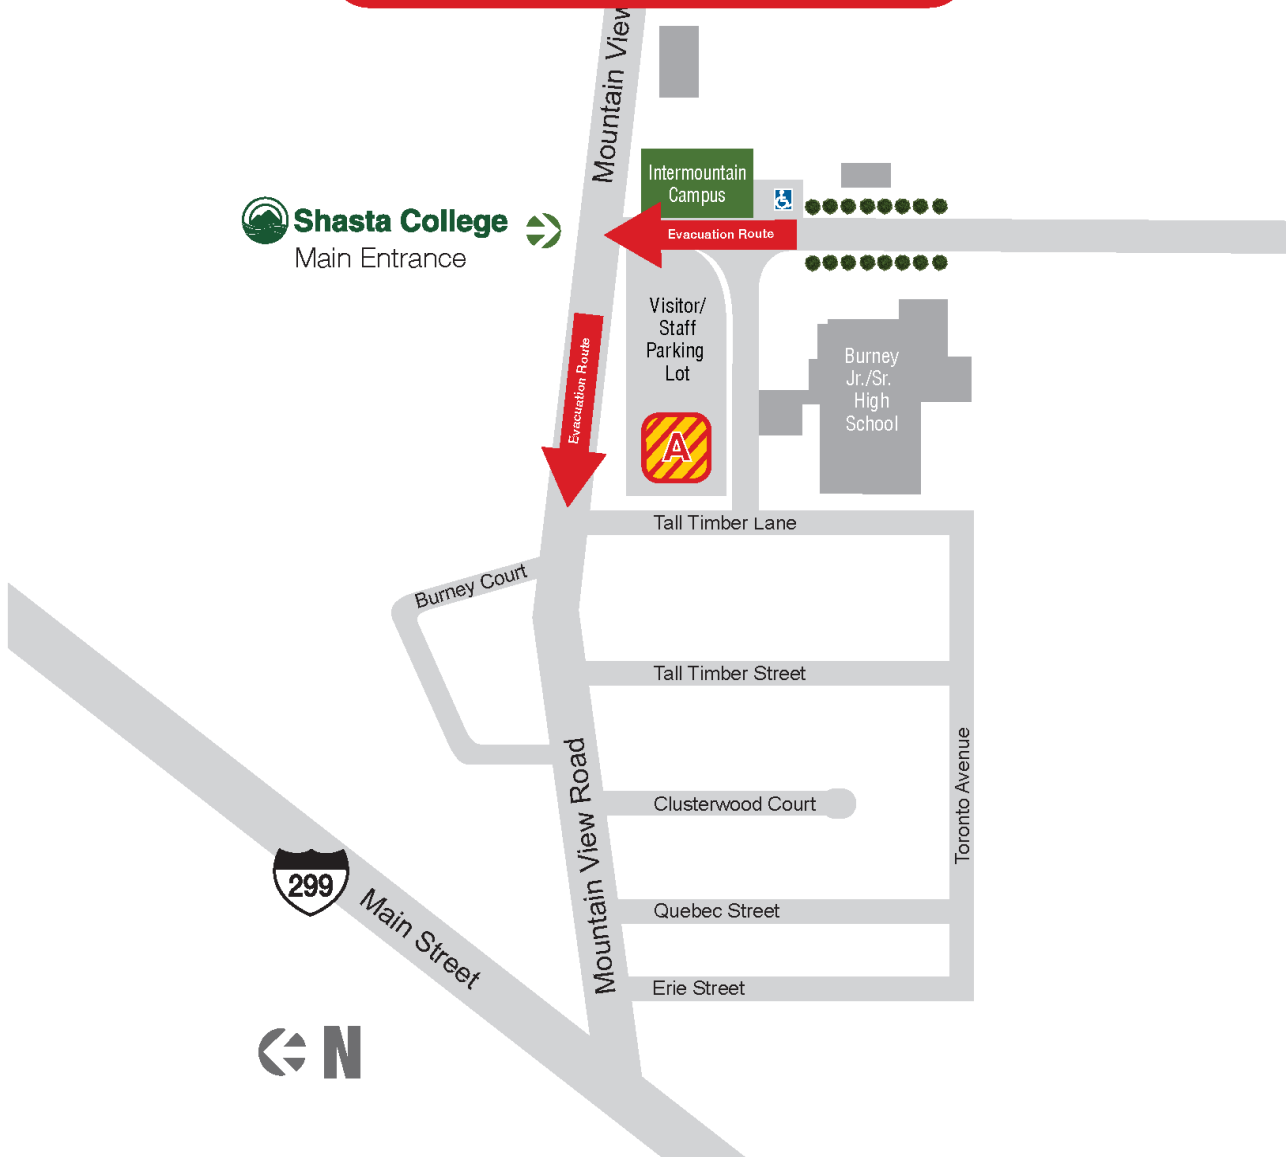 Mountain View
Intermountain
Campus
Shasta College
Main Entrance
Evacuation Route
Visitor/
Staff
Parking
Lot
Evacuation Route
Burney
Jr./Sr.
High
School
A
Tall Timber Lane
Burney Court
Tall Timber Street
Mountain View Road
Toronto Avenue
Clusterwood Court
299
Main Street
Quebec Street
Erie Street
N